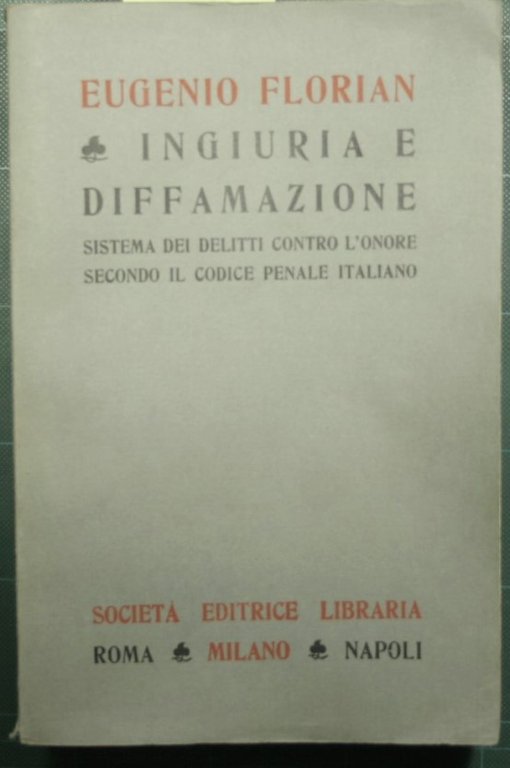 EUGENIO FLORIAN
INGIURIA E
DIFFAMAZIONE
SISTEMA DEI DELITTI CONTRO L'ONORE
SECONDO IL CODICE PENALE ITALIANO
SOCIETÀ EDITRICE LIBRARIA
ROMA MILANO NAPOLI